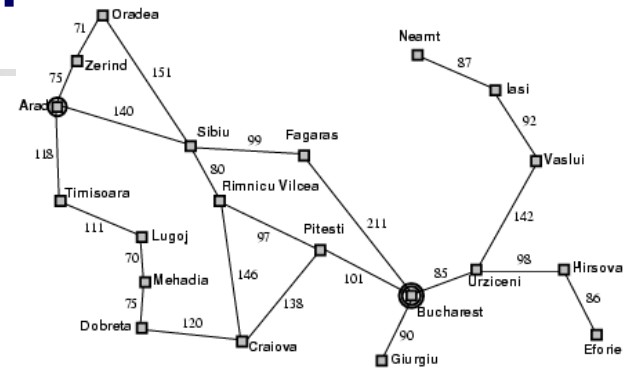 Oradea
71
Neamt
Zerind
87
75
151
Iasi
Arad
140
92
Sibiu
99
Fagaras
118
80
Vaslui
Timisoara
Rimnicu Vilcea
111
142
211
Lugoj
97
Pitesti
70
98
Hirsova
146
85
Mehadia
101
Urziceni
75
138
86
120
Bucharest
Dobreta
90
Craiova
Eforie
Giurgiu